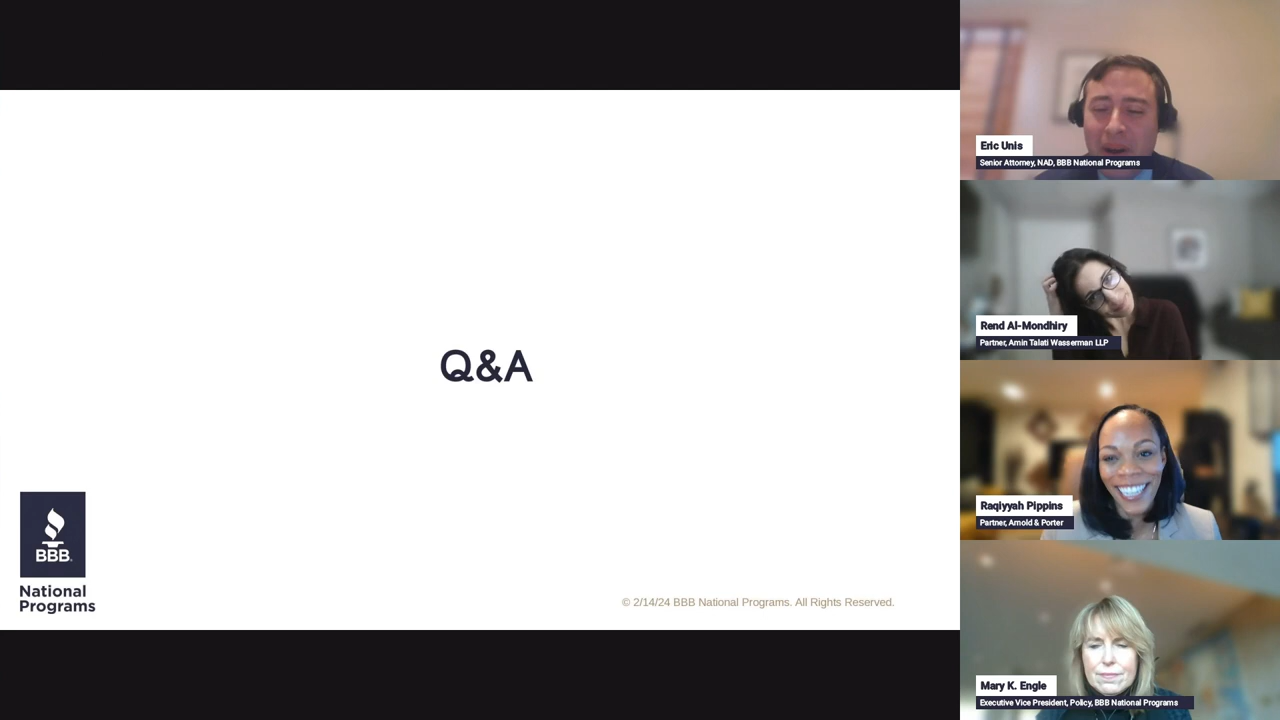 Q&A
BBB
National
Programs
© 2/14/24 BBB National Programs. All Rights Reserved.
Eric Unis
Senior Attorney, NAD, BBB National Programs
Rend Al-Mondhiry
Partner, Amin Talati Wasserman LLP
Raqiyyah Pippins
Partner, Arnold & Porter
Mary K. Engle
Executive Vice President, Policy, BBB National Programs